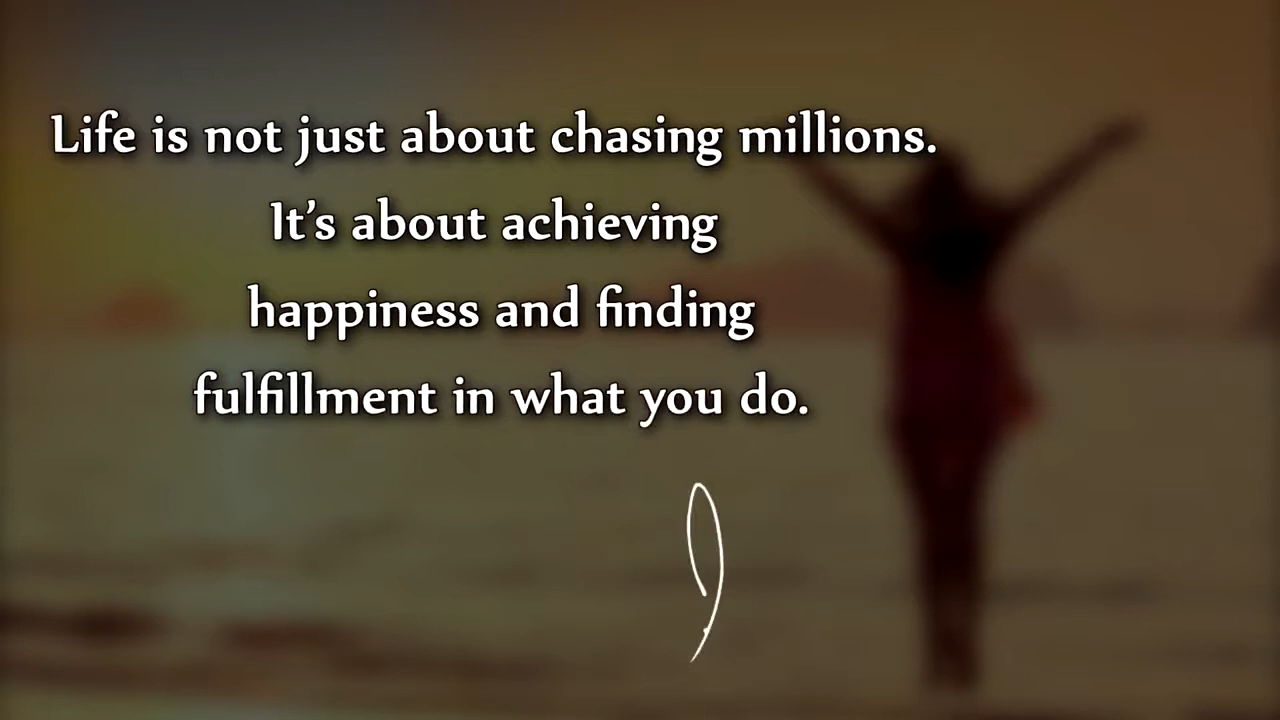 Life is not just about chasing millions.
It’s about achieving
happiness and finding
fulfillment in what you do.